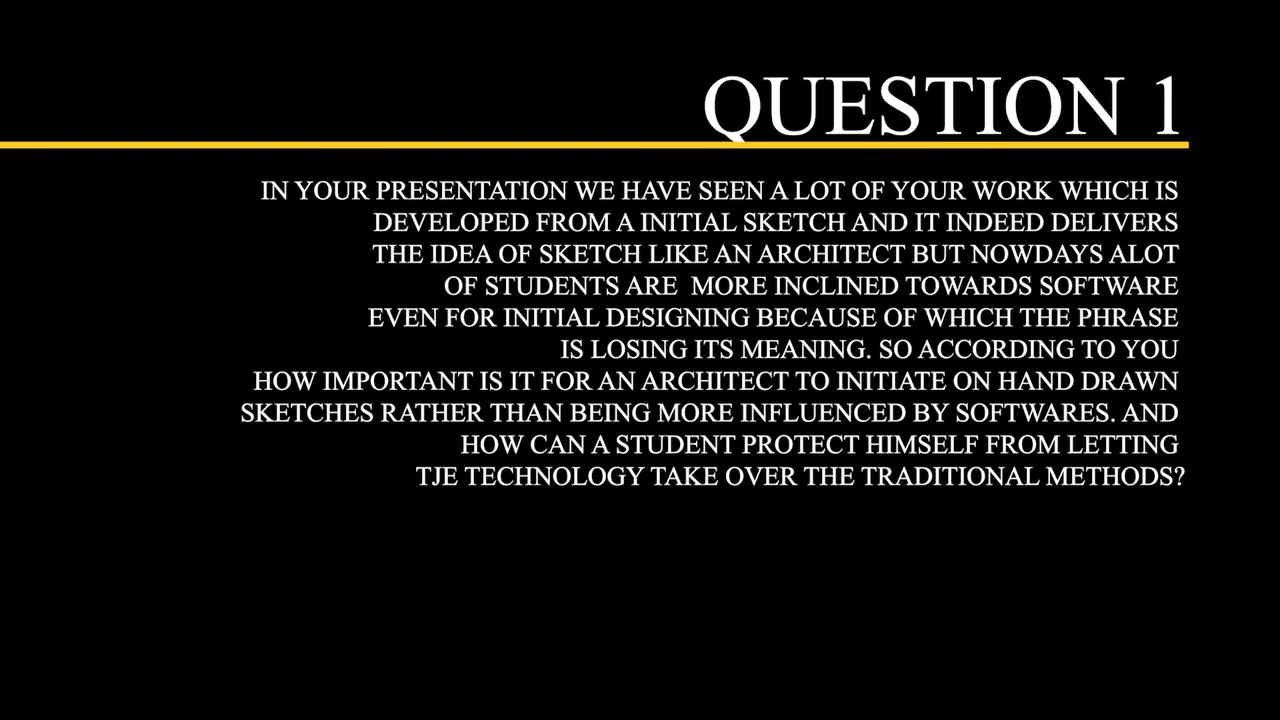 QUESTION 1
IN YOUR PRESENTATION WE HAVE SEEN A LOT OF YOUR WORK WHICH IS
DEVELOPED FROM A INITIAL SKETCH AND IT INDEED DELIVERS
THE IDEA OF SKETCH LIKE AN ARCHITECT BUT NOWDAYS ALOT
OF STUDENTS ARE  MORE INCLINED TOWARDS SOFTWARE
EVEN FOR INITIAL DESIGNING BECAUSE OF WHICH THE PHRASE
IS LOSING ITS MEANING. SO ACCORDING TO YOU
HOW IMPORTANT IS IT FOR AN ARCHITECT TO INITIATE ON HAND DRAWN
SKETCHES RATHER THAN BEING MORE INFLUENCED BY SOFTWARES. AND
HOW CAN A STUDENT PROTECT HIMSELF FROM LETTING
TJE TECHNOLOGY TAKE OVER THE TRADITIONAL METHODS?